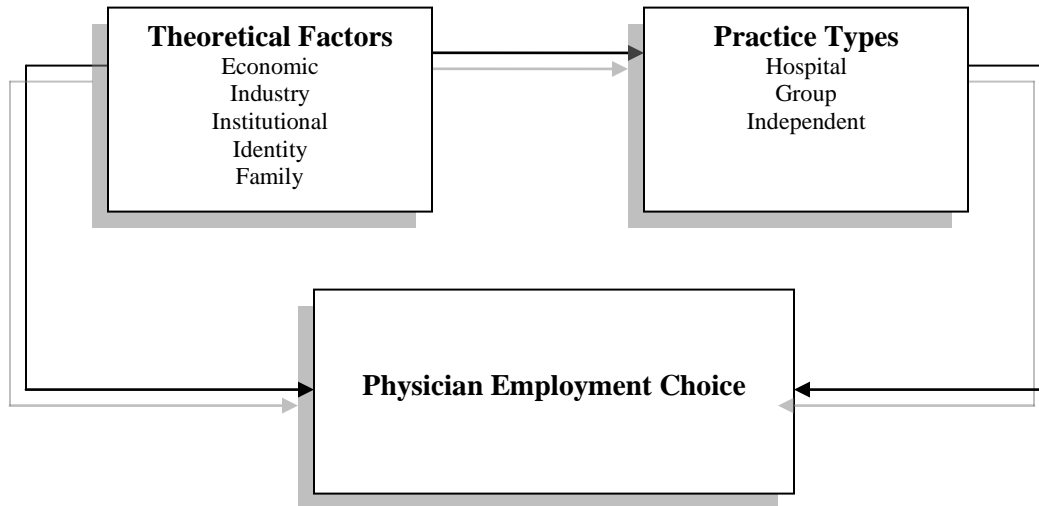 Theoretical Factors
Economic
Industry
Institutional
Identity
Family
Practice Types
Hospital
Group
Independent
Physician Employment Choice